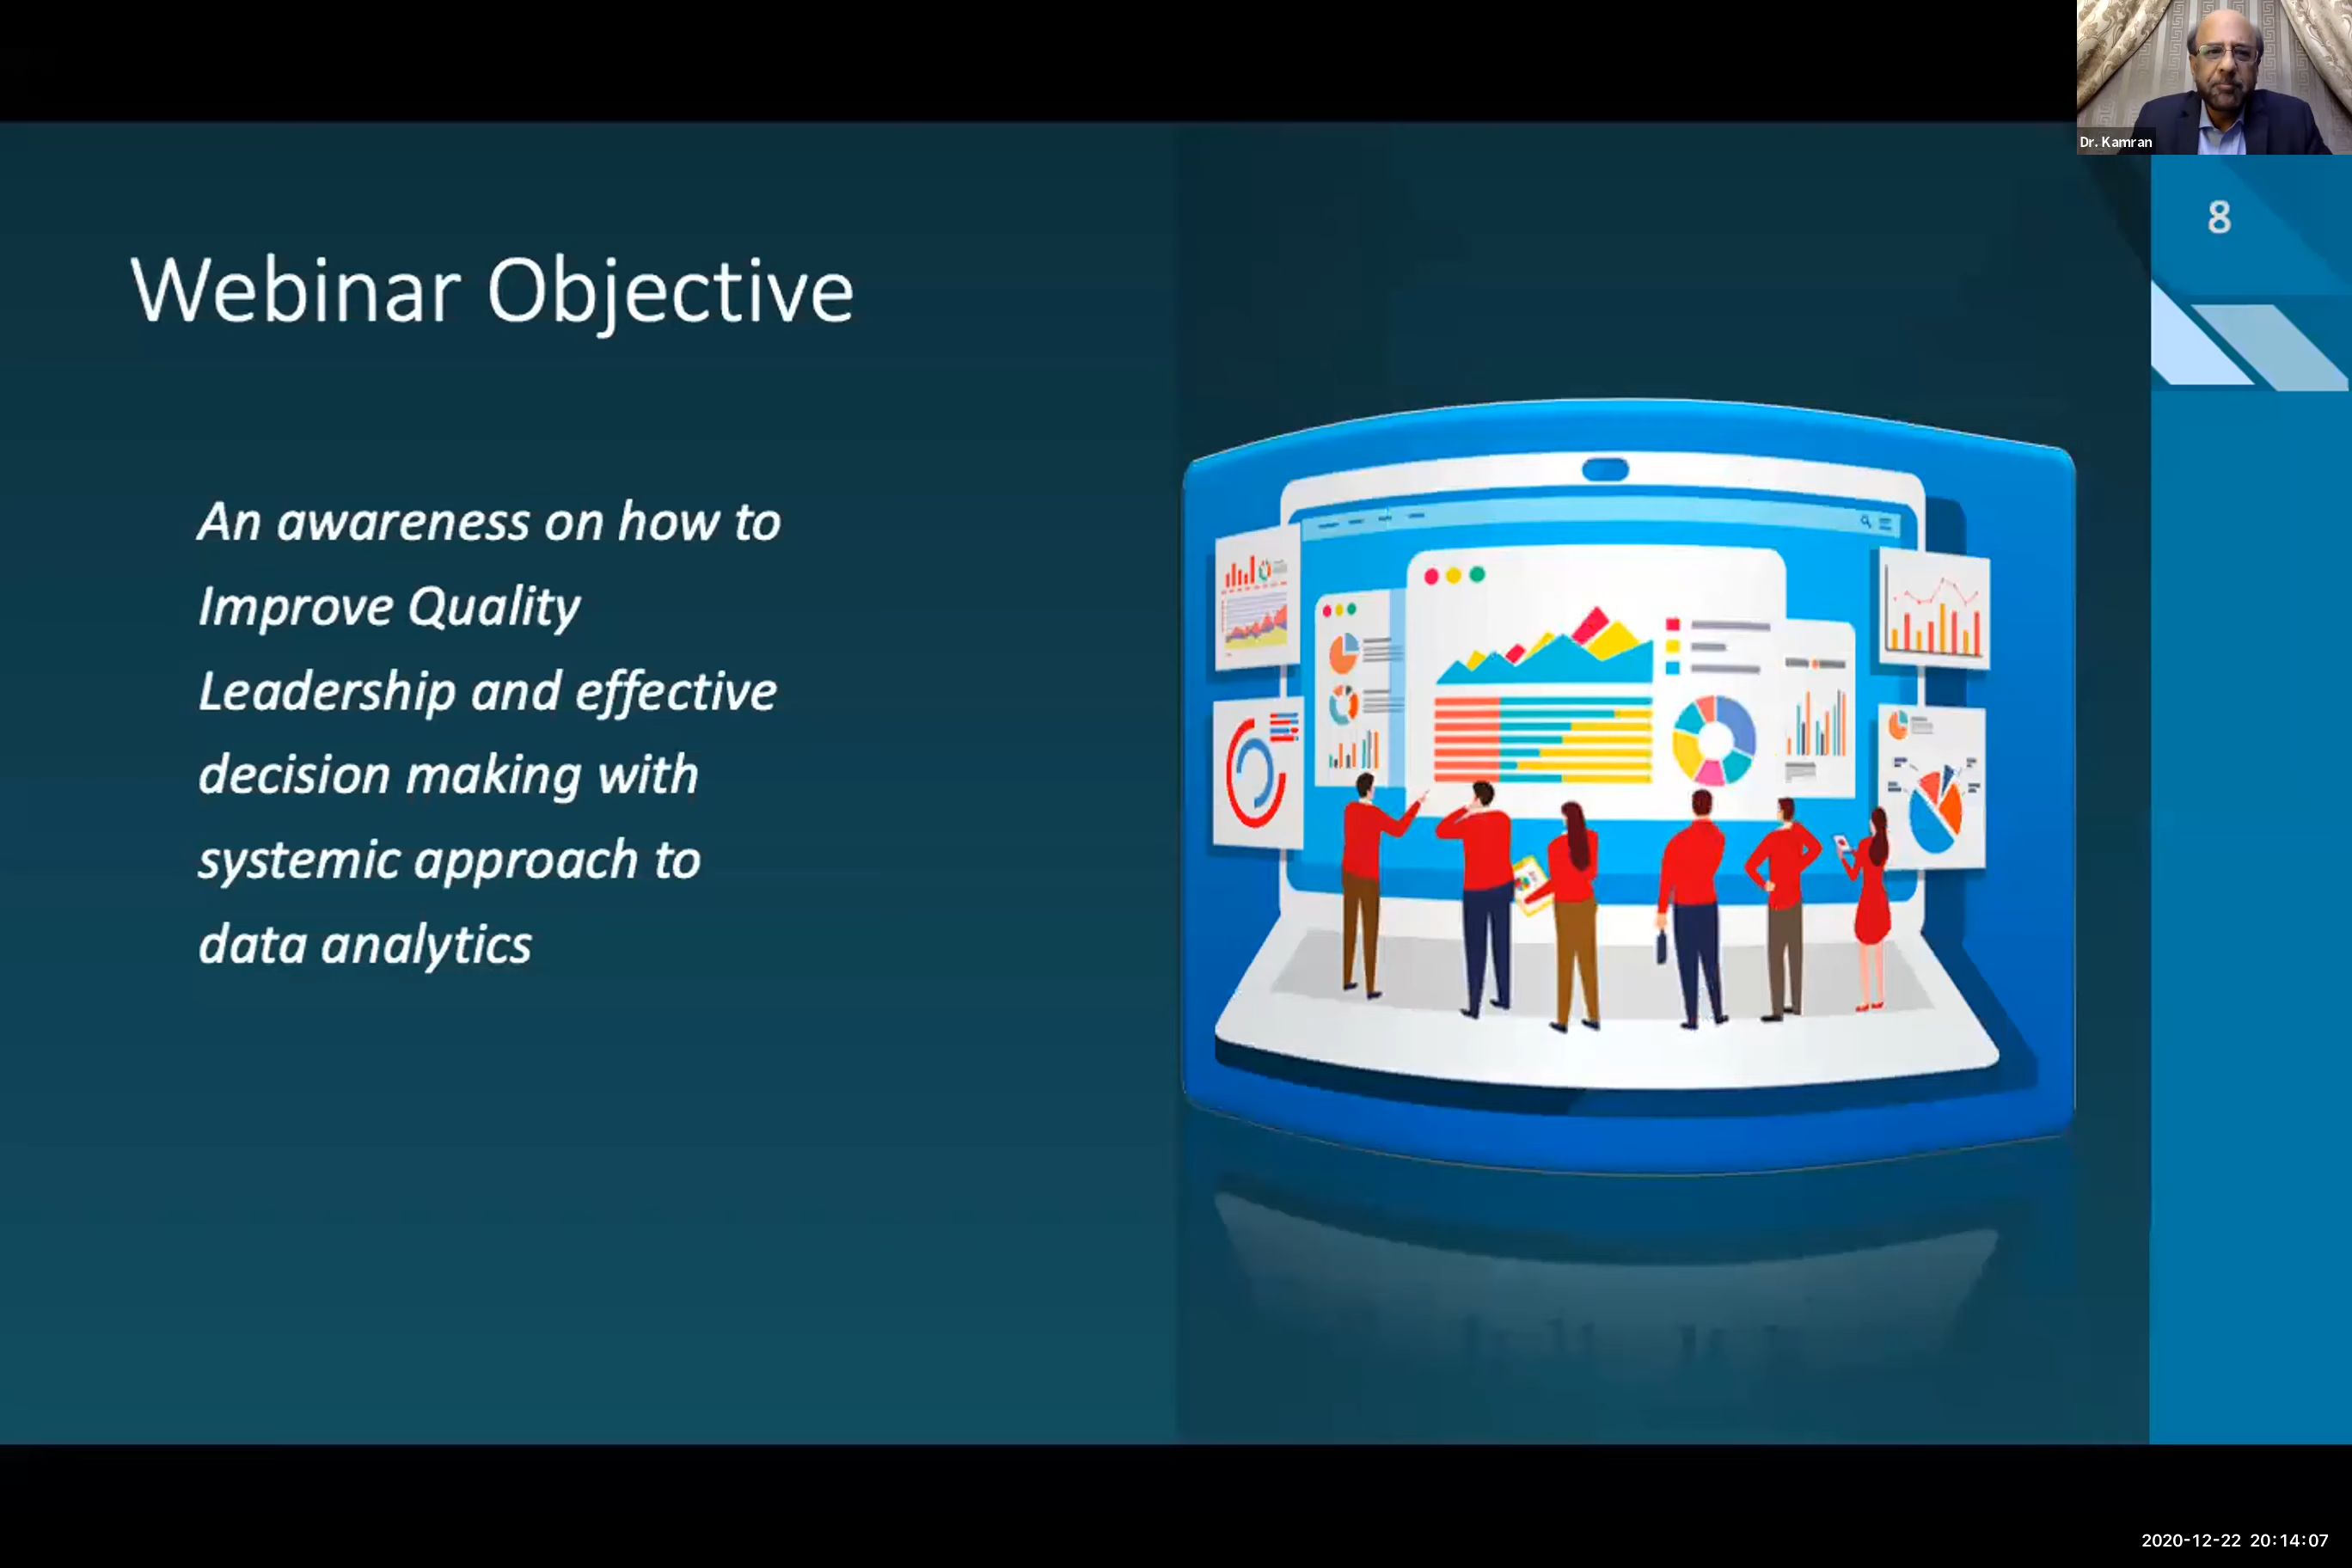 Dr. Kamran
8
Webinar Objective
An awareness on how to
Improve Quality
Leadership and effective
decision making with
systemic approach to
data analytics
2020-12-22 20:14:07